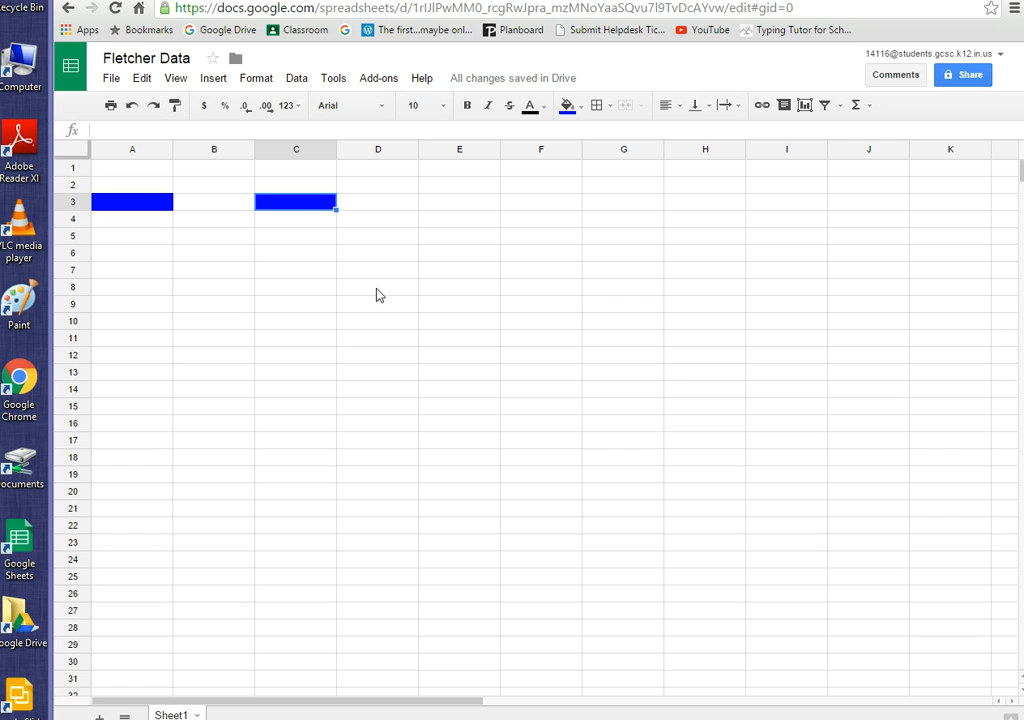 ecycle Bin
Computer
Adobe
Reader XI
VLC media
player
Paint
Google
Chrome
ocuments
Google
Sheets
oogle Drive
https://docs.google.com/spreadsheets/d/1rIJlPwMM0_rcgRwJpra_mzMNoYaaSQvu7l9TvDcAYvw/edit#gid=0
Apps Bookmarks Google Drive Classroom The first...maybe onl... Planboard Submit Helpdesk Tic... YouTube Typing Tutor for Sch...
Fletcher Data
14116@students.gcsc.k12.in.us
File Edit View Insert Format Data Tools Add-ons Help All changes saved in Drive
Comments Share
$ % .0 .00 123 Arial 10 B I S A Σ
fx
A B C D E F G H I J K
1
2
3
4
5
6
7
8
9
10
11
12
13
14
15
16
17
18
19
20
21
22
23
24
25
26
27
28
29
30
31
Sheet1